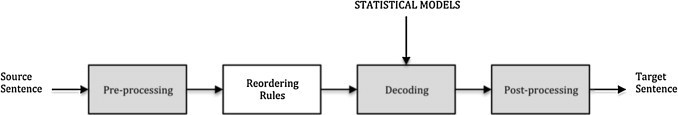 STATISTICAL MODELS
Source
Sentence
Pre-processing
Reordering
Rules
Decoding
Post-processing
Target
Sentence